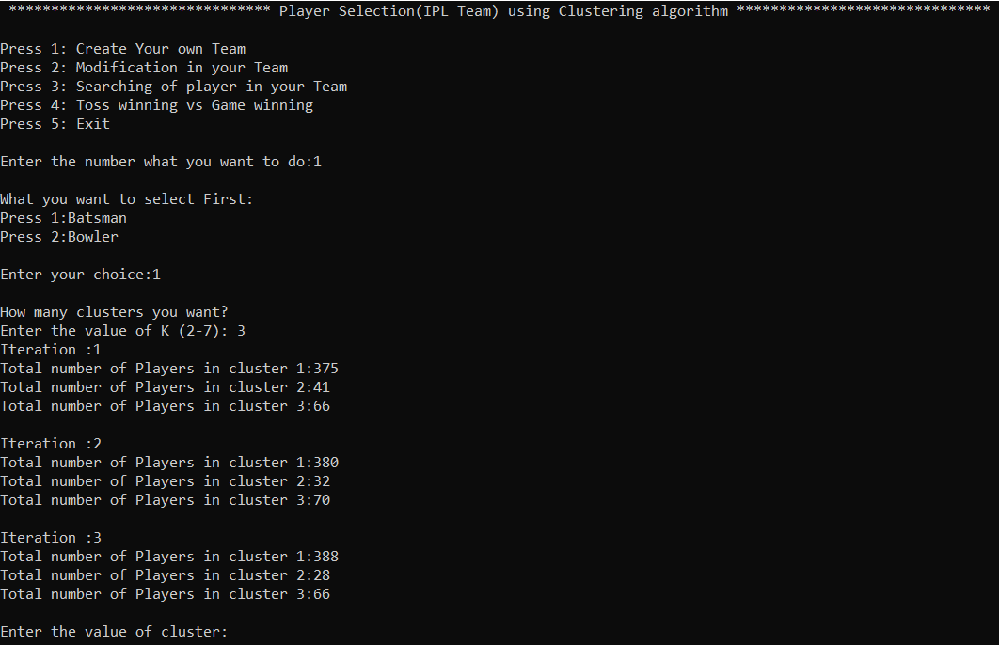 ******************************* Player Selection(IPL Team) using Clustering algorithm ******************************
Press 1: Create Your own Team
Press 2: Modification in your Team
Press 3: Searching of player in your Team
Press 4: Toss winning vs Game winning
Press 5: Exit
Enter the number what you want to do:1
What you want to select First:
Press 1:Batsman
Press 2:Bowler
Enter your choice:1
How many clusters you want?
Enter the value of K (2-7): 3
Iteration :1
Total number of Players in cluster 1:375
Total number of Players in cluster 2:41
Total number of Players in cluster 3:66
Iteration :2
Total number of Players in cluster 1:380
Total number of Players in cluster 2:32
Total number of Players in cluster 3:70
Iteration :3
Total number of Players in cluster 1:388
Total number of Players in cluster 2:28
Total number of Players in cluster 3:66
Enter the value of cluster: